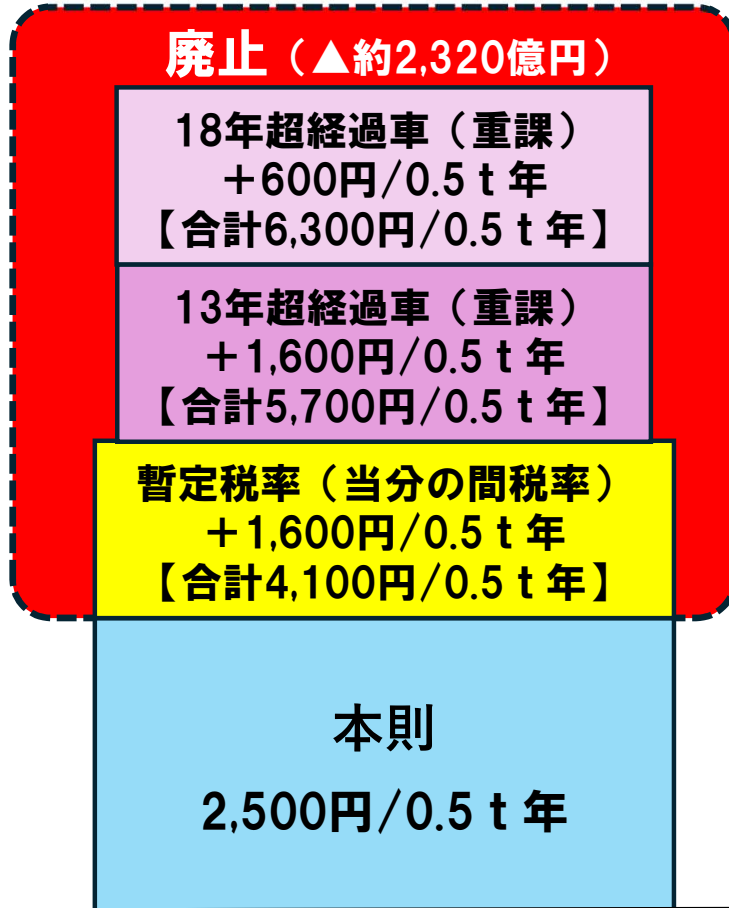 廃止（▲約2,320億円）
18年超経過車（重課）
＋600円/0.5ｔ年
【合計6,300円/0.5ｔ年】
13年超経過車（重課）
＋1,600円/0.5ｔ年
【合計5,700円/0.5ｔ年】
暫定税率（当分の間税率）
＋1,600円/0.5ｔ年
【合計4,100円/0.5ｔ年】
本則
2,500円/0.5ｔ年